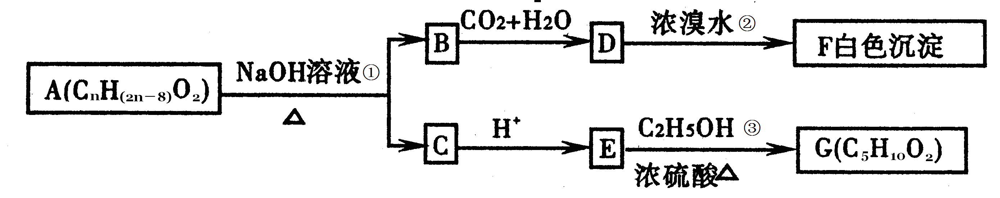 CO₂+H₂O
浓溴水②
B
D
F白色沉淀
NaOH溶液①
A(CₙH₍₂ₙ₋₈₎O₂)
△
H⁺
C₂H₅OH ③
C
E
G(C₅H₁₀O₂)
浓硫酸△